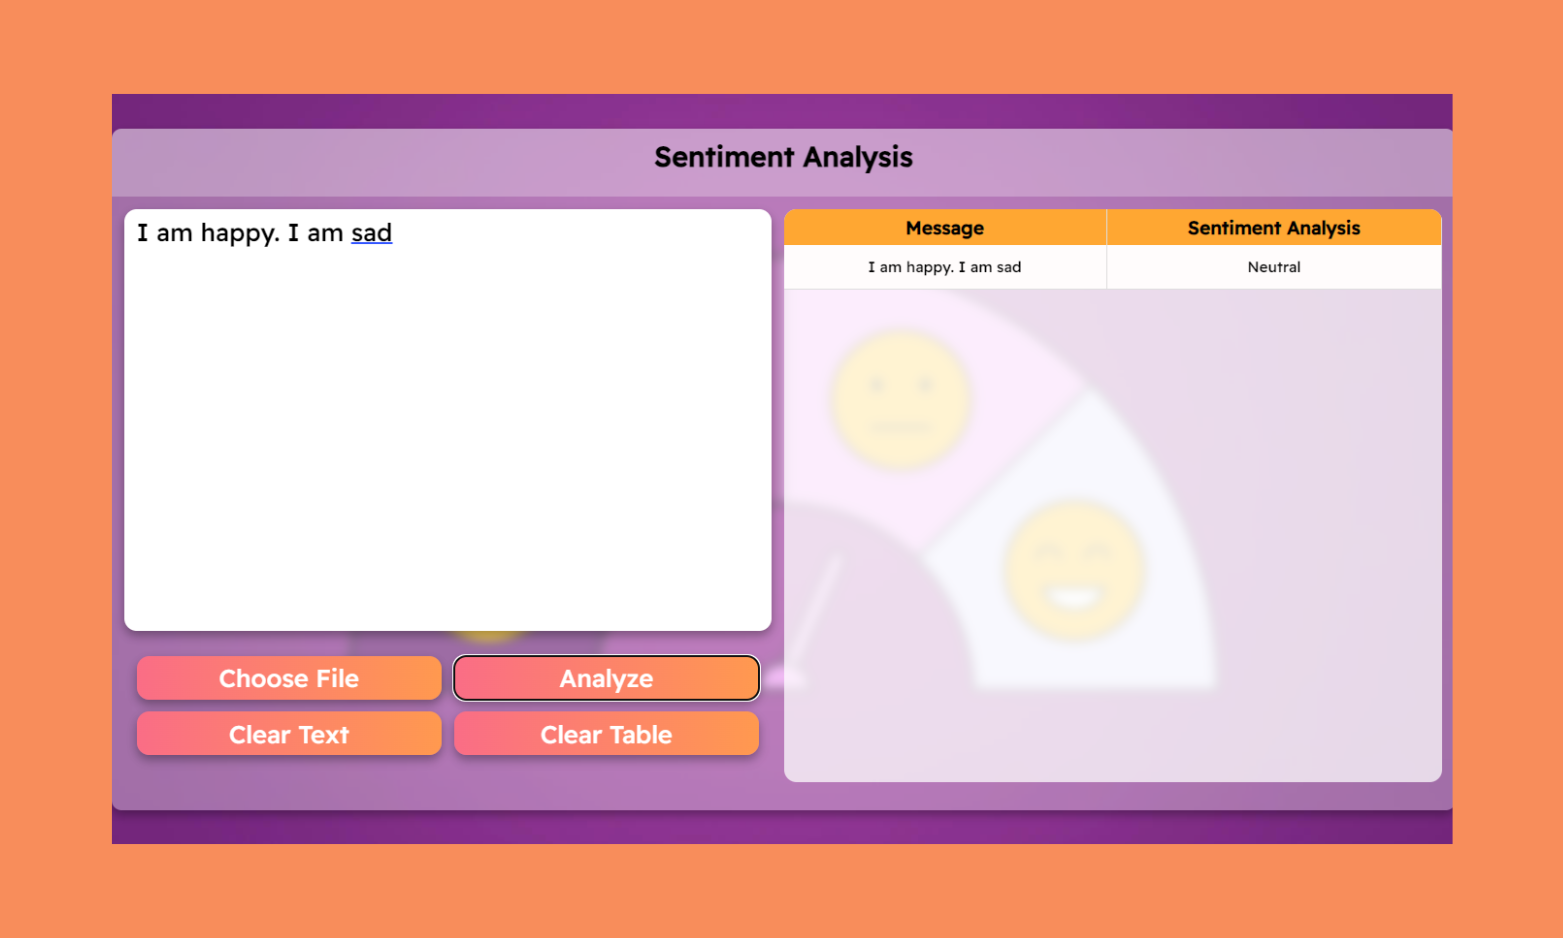 Sentiment Analysis
I am happy. I am sad
Choose File
Analyze
Clear Text
Clear Table
Message
Sentiment Analysis
I am happy. I am sad
Neutral